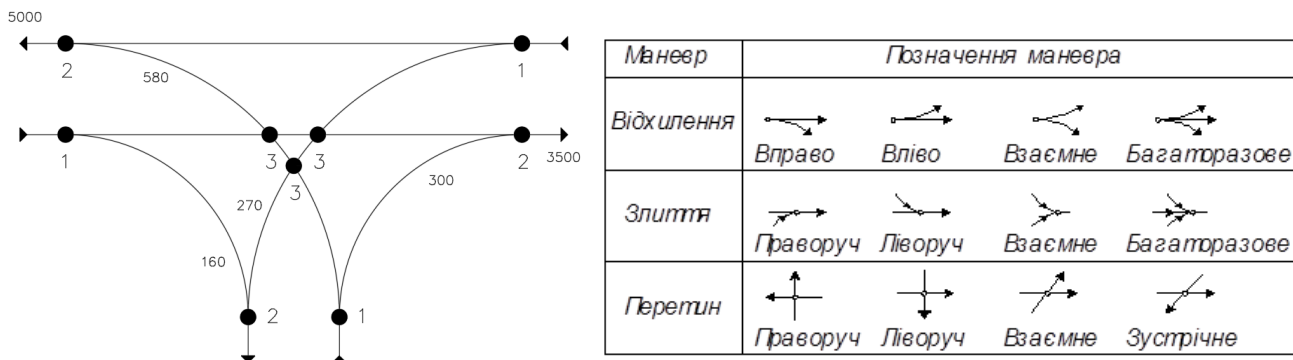 5000
2
1
580
1
3
3
2
3500
3
300
270
160
2
1
Маневр Позначення маневра
Відхилення
Вправо Вліво Взаємне Багаторазове
Злиття
Праворуч Ліворуч Взаємне Багаторазове
Перетин
Праворуч Ліворуч Взаємне Зустрічне